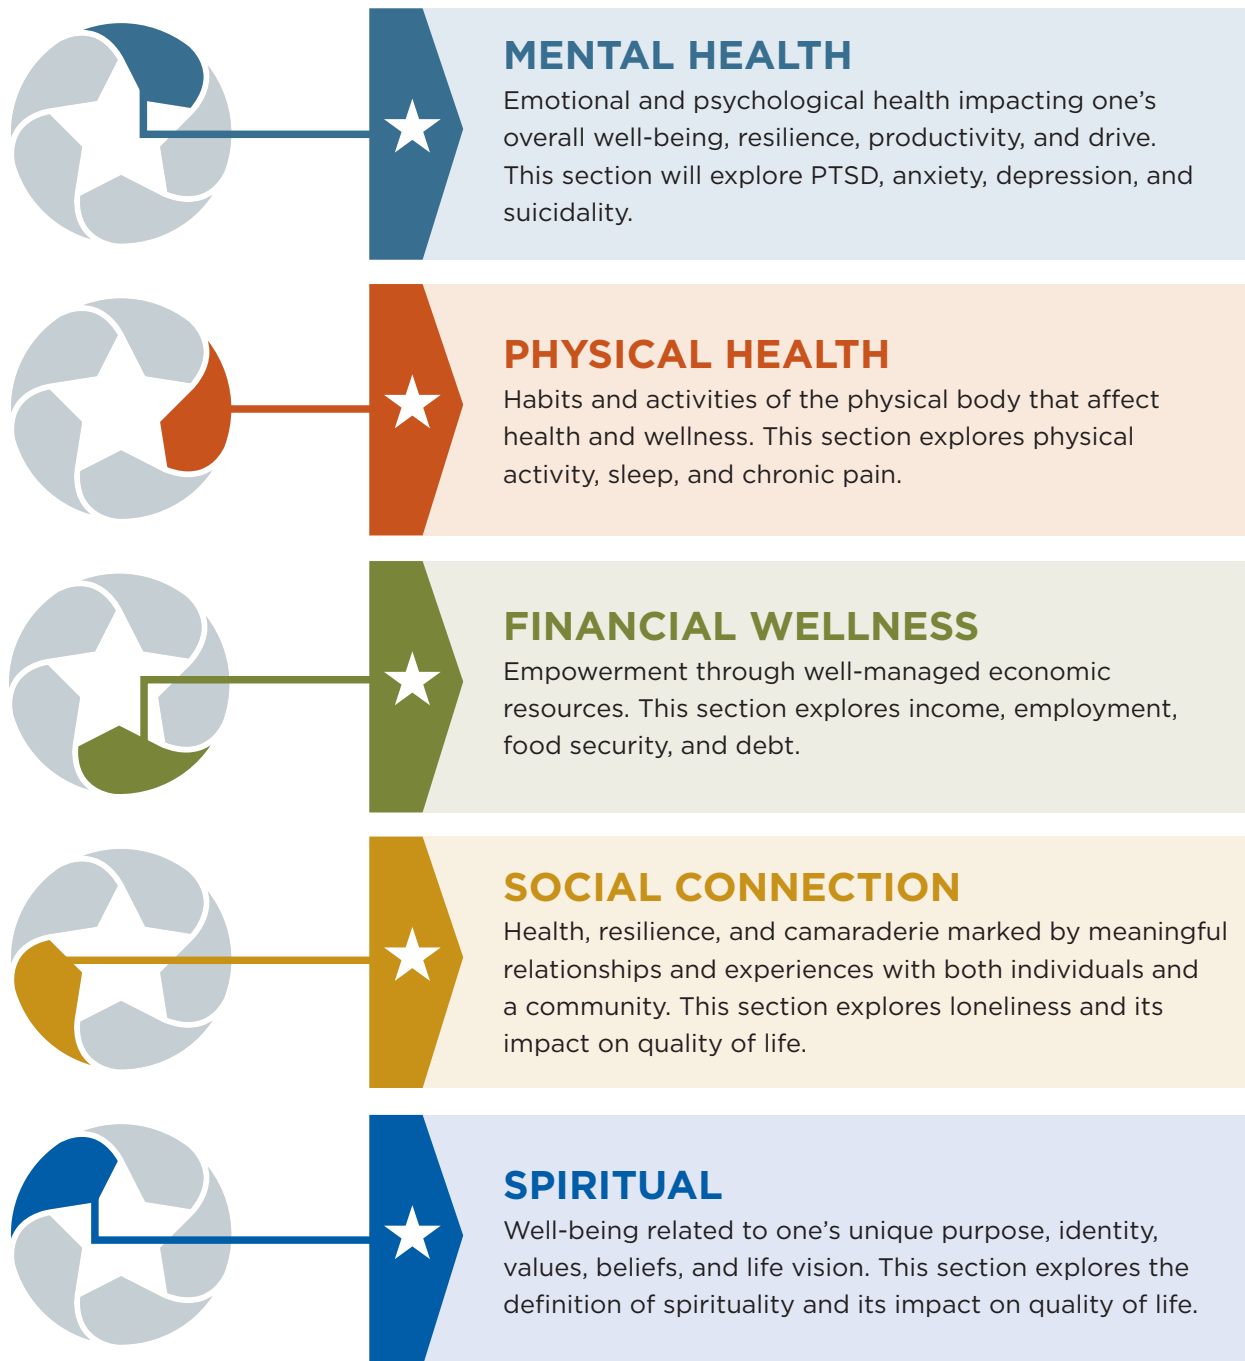 MENTAL HEALTH
Emotional and psychological health impacting one’s
overall well-being, resilience, productivity, and drive.
This section will explore PTSD, anxiety, depression, and
suicidality.
PHYSICAL HEALTH
Habits and activities of the physical body that affect
health and wellness. This section explores physical
activity, sleep, and chronic pain.
FINANCIAL WELLNESS
Empowerment through well-managed economic
resources. This section explores income, employment,
food security, and debt.
SOCIAL CONNECTION
Health, resilience, and camaraderie marked by meaningful
relationships and experiences with both individuals and
a community. This section explores loneliness and its
impact on quality of life.
SPIRITUAL
Well-being related to one’s unique purpose, identity,
values, beliefs, and life vision. This section explores the
definition of spirituality and its impact on quality of life.